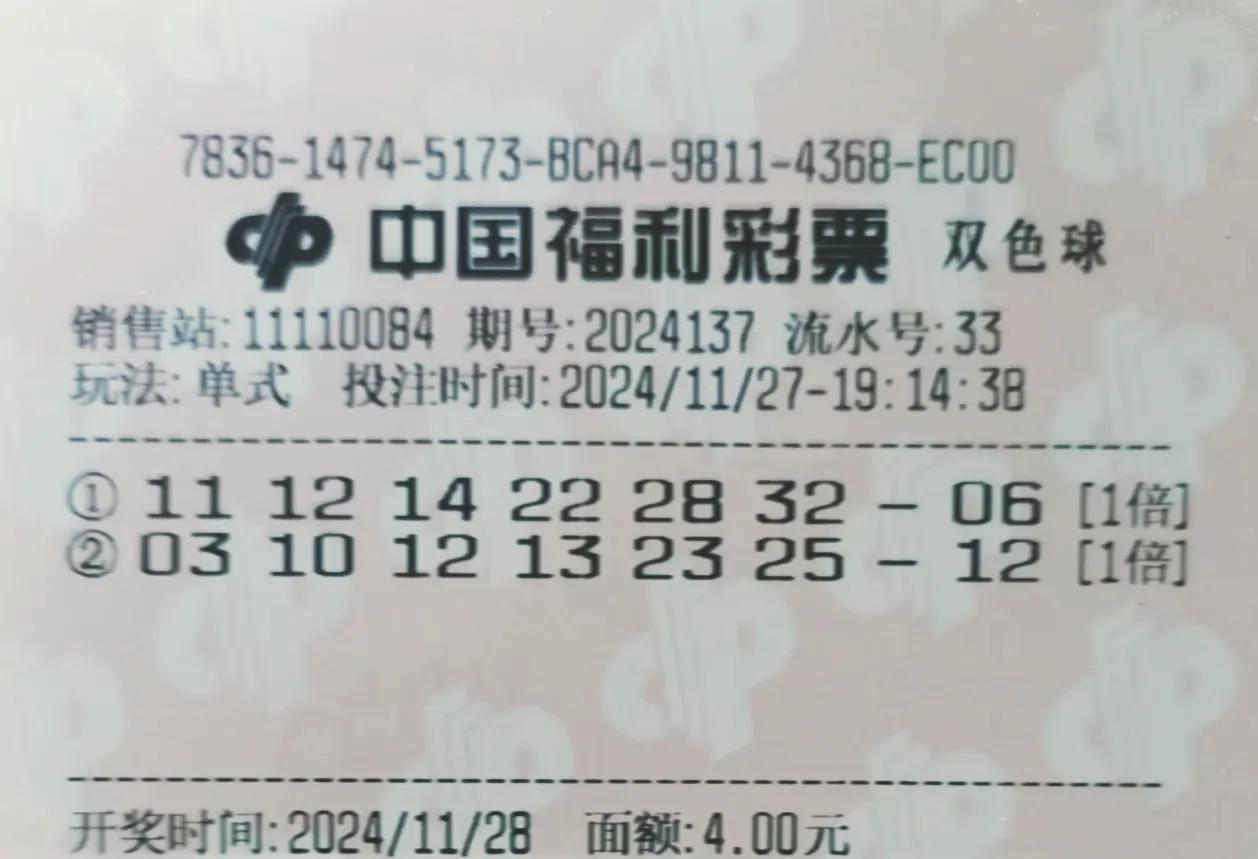 7836-1474-5173-BCA4-9811-4368-EC00
中国福利彩票 双色球
销售站:11110084 期号:2024137 流水号:33
玩法:单式 投注时间:2024/11/27-19:14:38
① 11 12 14 22 28 32 - 06 [1倍]
② 03 10 12 13 23 25 - 12 [1倍]
开奖时间:2024/11/28 面额:4.00元